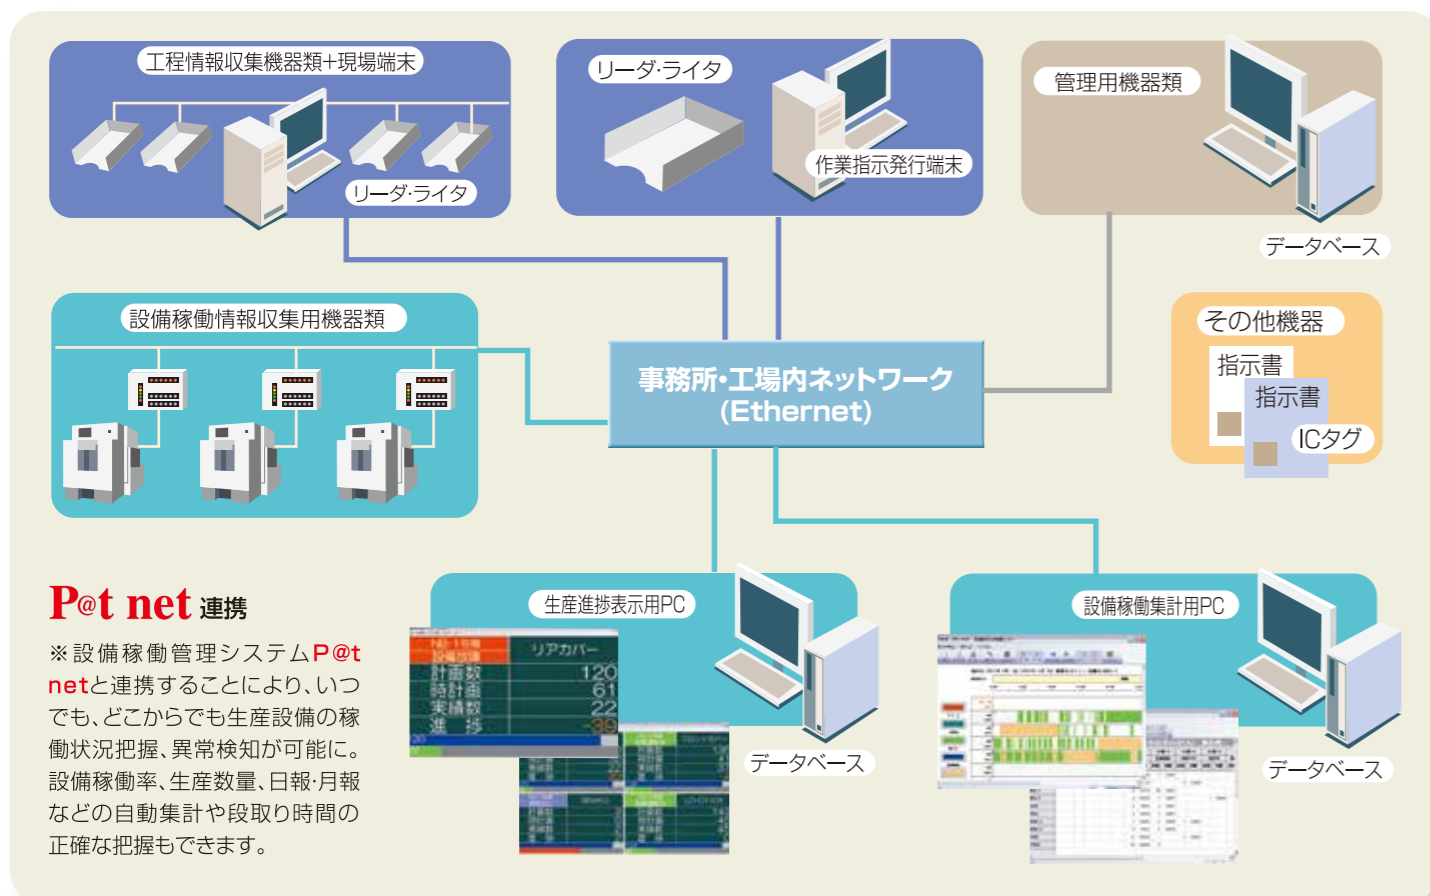 工程情報収集機器類+現場端末
リーダ・ライタ
リーダ・ライタ
作業指示発行端末
管理用機器類
データベース
設備稼働情報収集用機器類
事務所・工場内ネットワーク
(Ethernet)
その他機器
指示書
指示書
ICタグ
P@t net 連携
※設備稼働管理システムP@t
netと連携することにより、いつ
でも、どこからでも生産設備の稼
働状況把握、異常検知が可能に。
設備稼働率、生産数量、日報・月報
などの自動集計や段取り時間の
正確な把握もできます。
生産進捗表示用PC
設備故障
リアカバー
計画数 120
時計画 61
実績数 22
進 捗 -39
データベース
設備稼働集計用PC
データベース